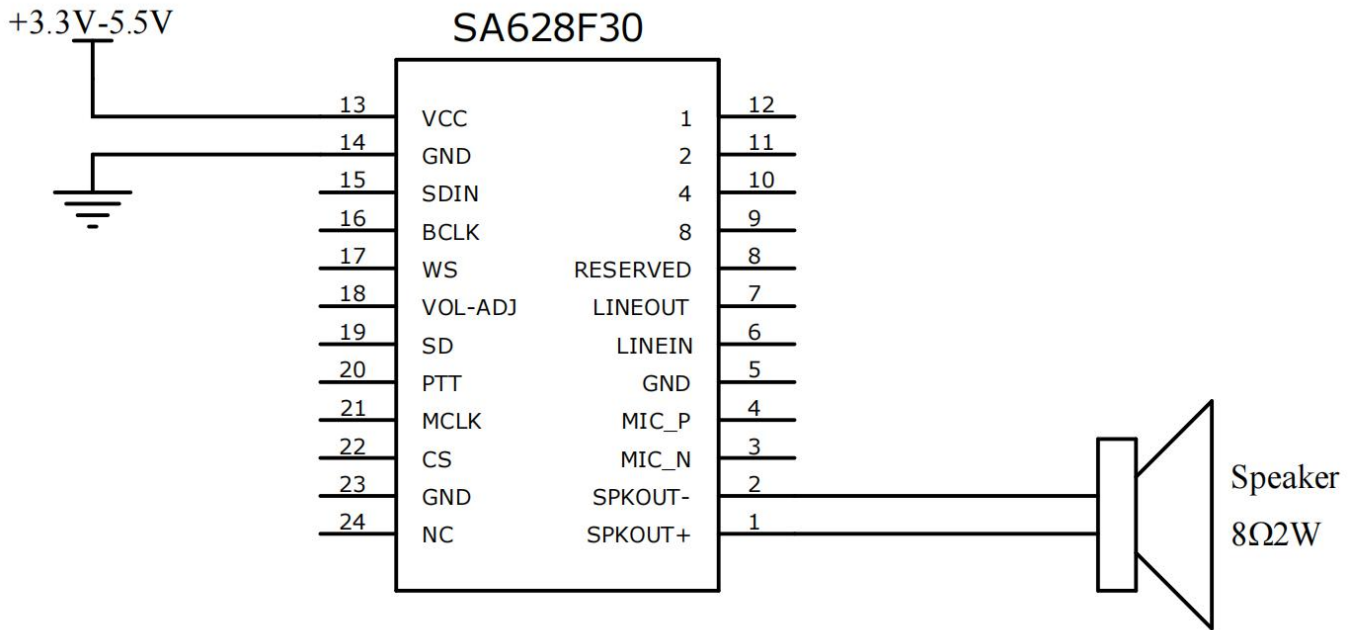 +3.3V-5.5V
SA628F30
13 VCC 1 12
14 GND 2 11
15 SDIN 4 10
16 BCLK 8 9
17 WS RESERVED 8
18 VOL-ADJ LINEOUT 7
19 SD LINEIN 6
20 PTT GND 5
21 MCLK MIC_P 4
22 CS MIC_N 3
23 GND SPKOUT- 2
24 NC SPKOUT+ 1
Speaker
8Ω2W